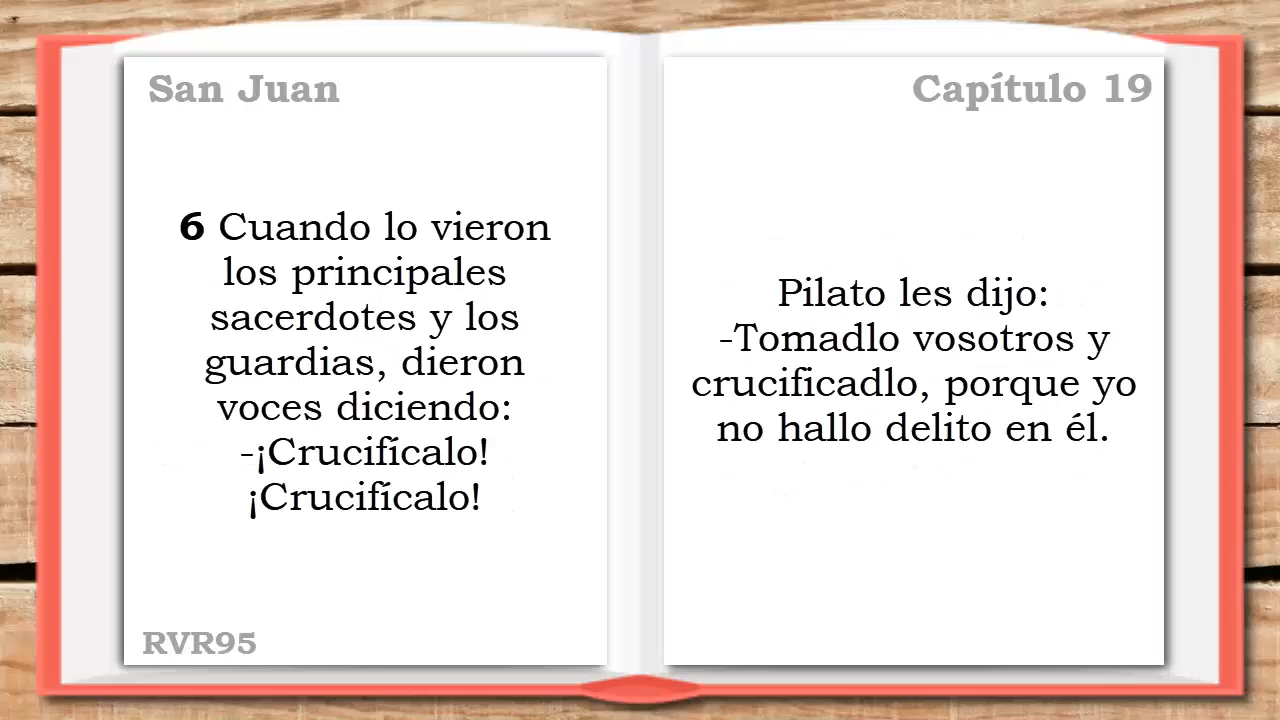 San Juan
6 Cuando lo vieron
los principales
sacerdotes y los
guardias, dieron
voces diciendo:
-¡Crucifícalo!
¡Crucifícalo!
RVR95
Capítulo 19
Pilato les dijo:
-Tomadlo vosotros y
crucificadlo, porque yo
no hallo delito en él.